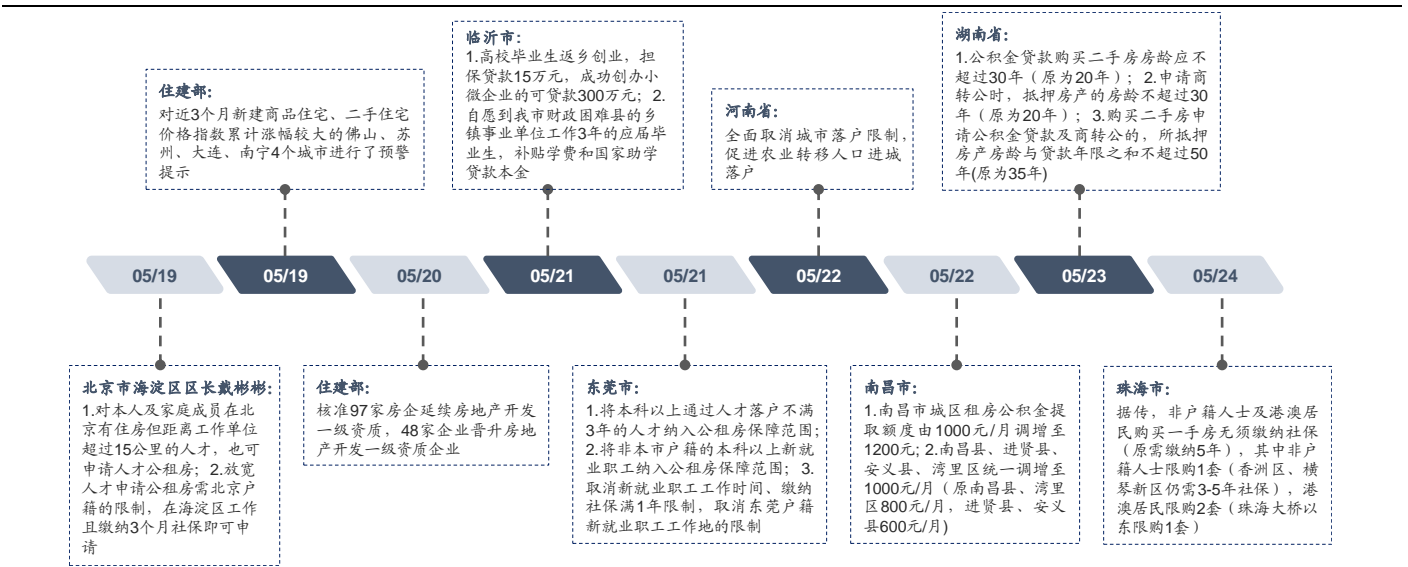 住建部：
对近3个月新建商品住宅、二手住宅
价格指数累计涨幅较大的佛山、苏
州、大连、南宁4个城市进行了预警
提示
临沂市：
1.高校毕业生返乡创业，担
保贷款15万元，成功创办小
微企业的可贷款300万元；2.
自愿到我市财政困难县的乡
镇事业单位工作3年的应届毕
业生，补贴学费和国家助学
贷款本金
河南省：
全面取消城市落户限制，
促进农业转移人口进城
落户
湖南省：
1.公积金贷款购买二手房房龄应不
超过30年（原为20年）；2.申请商
转公时，抵押房产的房龄不超过30
年（原为20年）；3.购买二手房申
请公积金贷款及商转公的，所抵押
房产房龄与贷款年限之和不超过50
年(原为35年)
05/19
05/19
05/20
05/21
05/21
05/22
05/22
05/23
05/24
北京市海淀区区长戴彬彬：
1.对本人及家庭成员在北
京有住房但距离工作单位
超过15公里的人才，也可
申请人才公租房；2.放宽
人才申请公租房需北京户
籍的限制，在海淀区工作
且缴纳3个月社保即可申
请
住建部：
核准97家房企延续房地产开发
一级资质，48家企业晋升房地
产开发一级资质企业
东莞市：
1.将本科以上通过人才落户不满
3年的人才纳入公租房保障范围；
2.将非本市户籍的本科以上新就
业职工纳入公租房保障范围；3.
取消新就业职工工作时间、缴纳
社保满1年限制，取消东莞户籍
新就业职工工作地的限制
南昌市：
1.南昌市城区租房公积金提
取额度由1000元/月调增至
1200元；2.南昌县、进贤县、
安义县、湾里区统一调增至
1000元/月（原南昌县、湾里
区800元/月，进贤县、安义
县600元/月)
珠海市：
据传，非户籍人士及港澳居
民购买一手房无须缴纳社保
（原需缴纳5年），其中非户
籍人士限购1套（香洲区、横
琴新区仍需3-5年社保），港
澳居民限购2套（珠海大桥以
东限购1套）